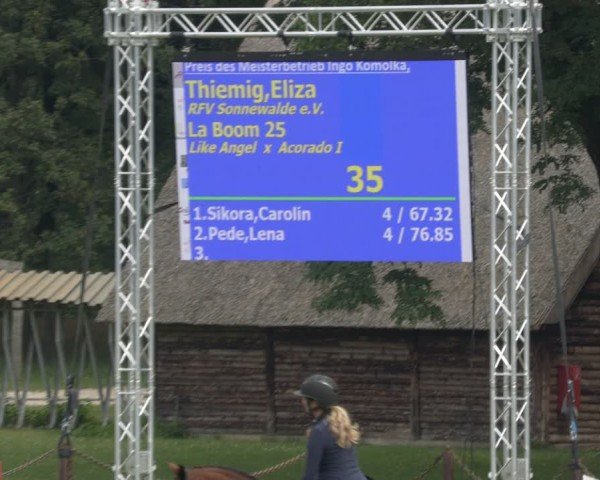 Preis des Meisterbetrieb Ingo Komolka,
Thiemig,Eliza
RFV Sonnewalde e.V.
La Boom 25
Like Angel x Acorado I
35
1.Sikora,Carolin 4 / 67.32
2.Pede,Lena 4 / 76.85
3.